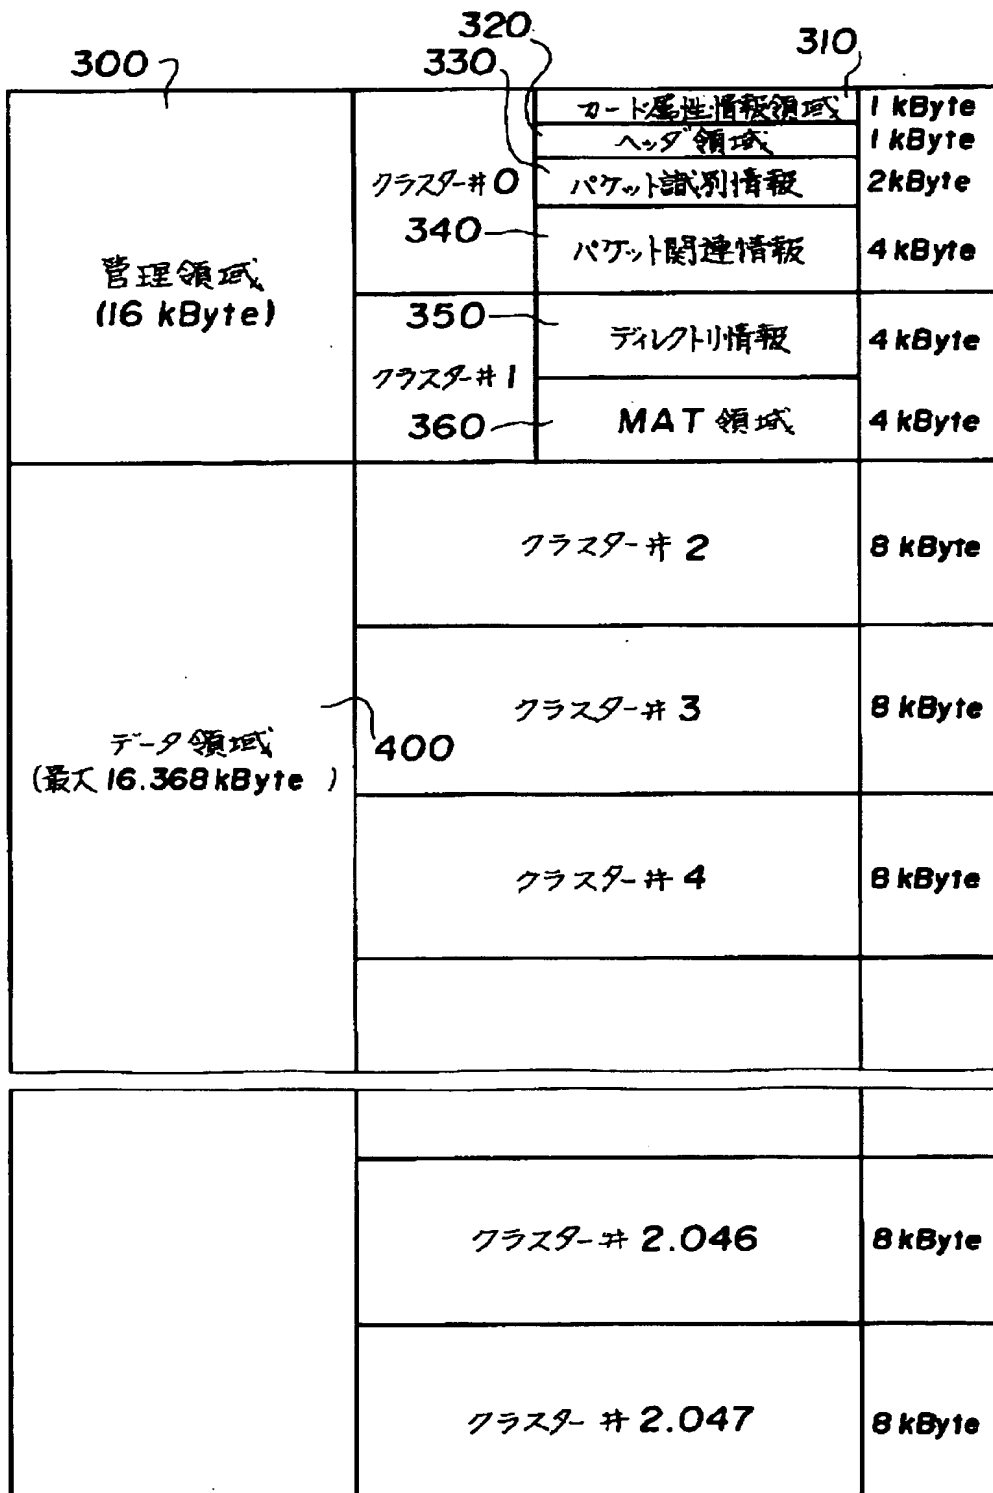 320
300
330
310
カード属性情報領域 1 kByte
ヘッダ領域 1 kByte
クラスター#0 パケット識別情報 2kByte
340 パケット関連情報 4 kByte
管理領域
(16 kByte)
350 ディレクトリ情報 4 kByte
クラスター#1
360 MAT 領域 4 kByte
クラスター#2 8 kByte
クラスター#3 8 kByte
データ領域
(最大 16.368kByte )
400
クラスター#4 8 kByte
クラスター#2.046 8 kByte
クラスター #2.047 8 kByte